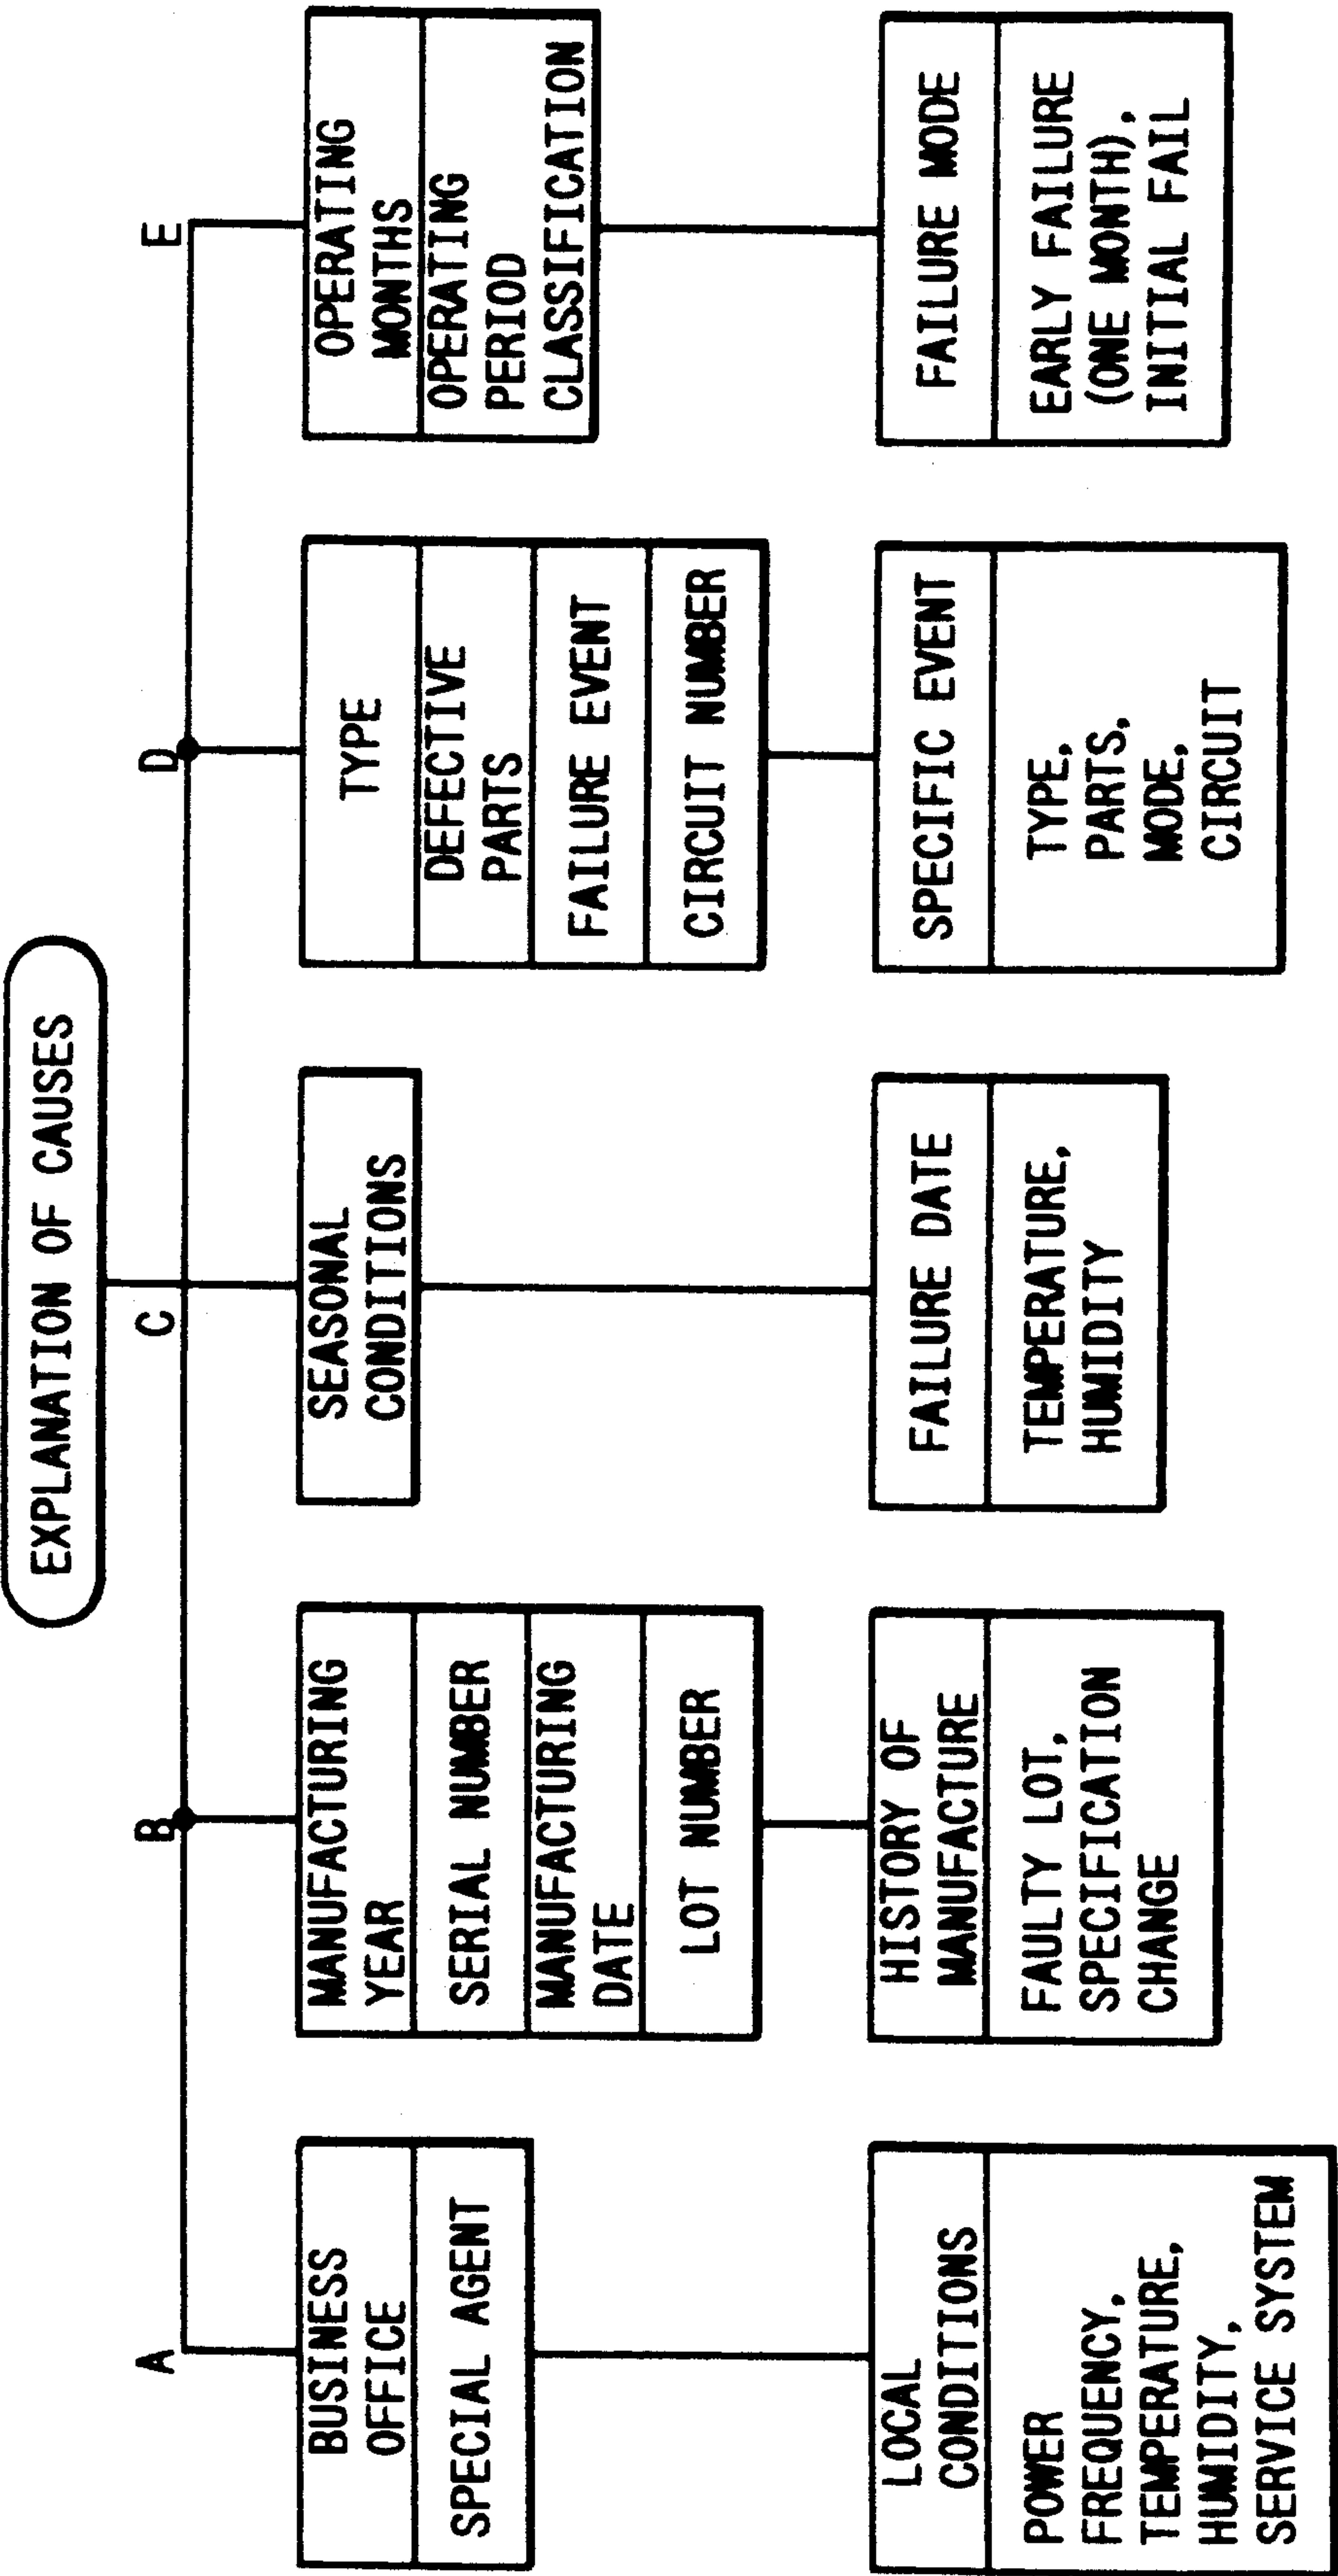 EXPLANATION OF CAUSES
A
BUSINESS
OFFICE
SPECIAL AGENT
LOCAL
CONDITIONS
POWER
FREQUENCY,
TEMPERATURE,
HUMIDITY,
SERVICE SYSTEM
B
MANUFACTURING
YEAR
SERIAL NUMBER
MANUFACTURING
DATE
LOT NUMBER
HISTORY OF
MANUFACTURE
FAULTY LOT,
SPECIFICATION
CHANGE
C
SEASONAL
CONDITIONS
FAILURE DATE
TEMPERATURE,
HUMIDITY
D
TYPE
DEFECTIVE
PARTS
FAILURE EVENT
CIRCUIT NUMBER
SPECIFIC EVENT
TYPE,
PARTS,
MODE,
CIRCUIT
E
OPERATING
MONTHS
OPERATING
PERIOD
CLASSIFICATION
FAILURE MODE
EARLY FAILURE
(ONE MONTH),
INITIAL FAIL